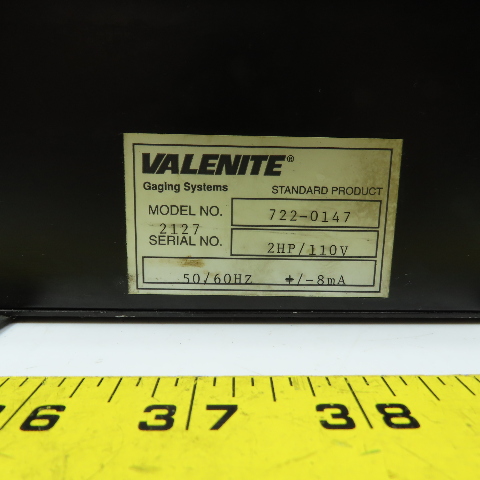 VALENITE®
Gaging Systems STANDARD PRODUCT
MODEL NO. 722-0147
2127
SERIAL NO. 2HP/110V
50/60HZ +/-8mA
6 37 38